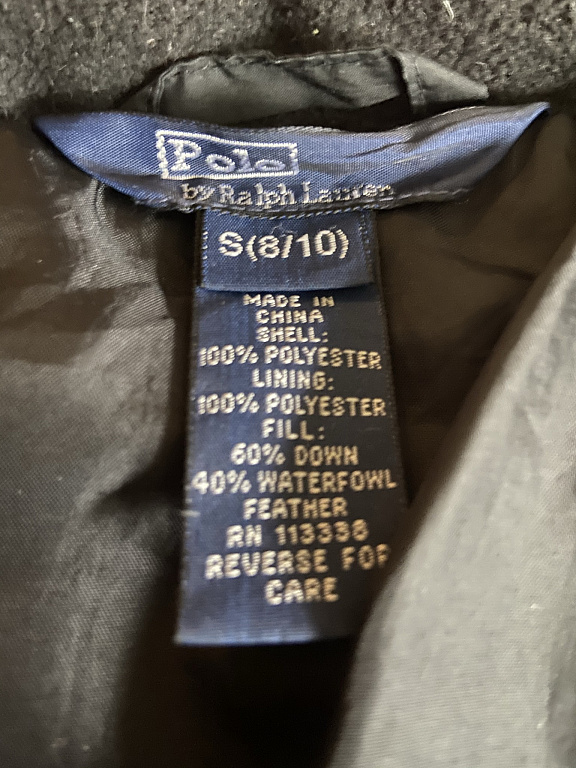 Polo
by Ralph Lauren
S(8/10)
MADE IN
CHINA
SHELL:
100% POLYESTER
LINING:
100% POLYESTER
FILL:
60% DOWN
40% WATERFOWL
FEATHER
RN 113338
REVERSE FOR
CARE